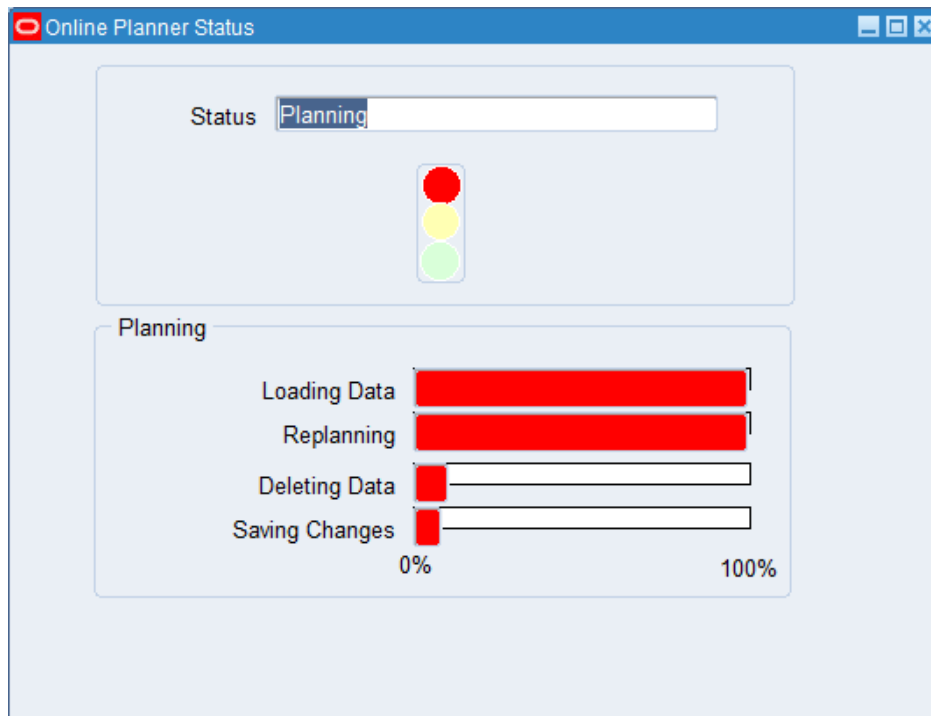 Online Planner Status
Status Planning
Planning
Loading Data
Replanning
Deleting Data
Saving Changes
0% 100%